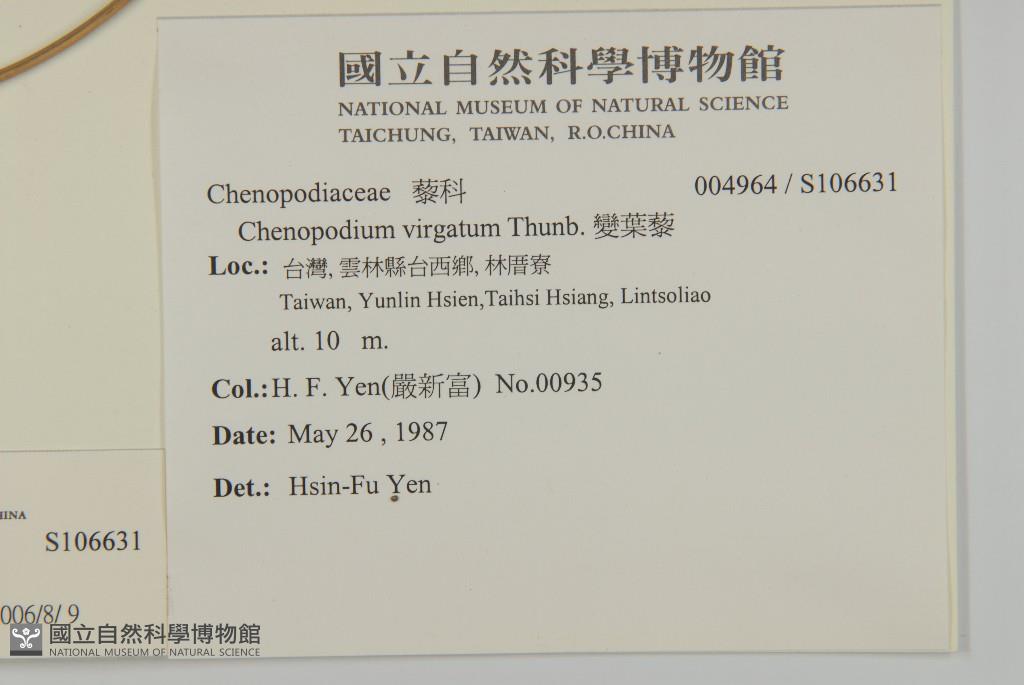 國立自然科學博物館
NATIONAL MUSEUM OF NATURAL SCIENCE
TAICHUNG, TAIWAN, R.O.CHINA
Chenopodiaceae 藜科 004964 / S106631
Chenopodium virgatum Thunb. 變葉藜
Loc.: 台灣, 雲林縣台西鄉, 林厝寮
Taiwan, Yunlin Hsien,Taihsi Hsiang, Lintsoliao
alt. 10 m.
Col.:H. F. Yen(嚴新富) No.00935
Date: May 26 , 1987
Det.: Hsin-Fu Yen
HINA
S106631
006/8/ 9
國立自然科學博物館
NATIONAL MUSEUM OF NATURAL SCIENCE